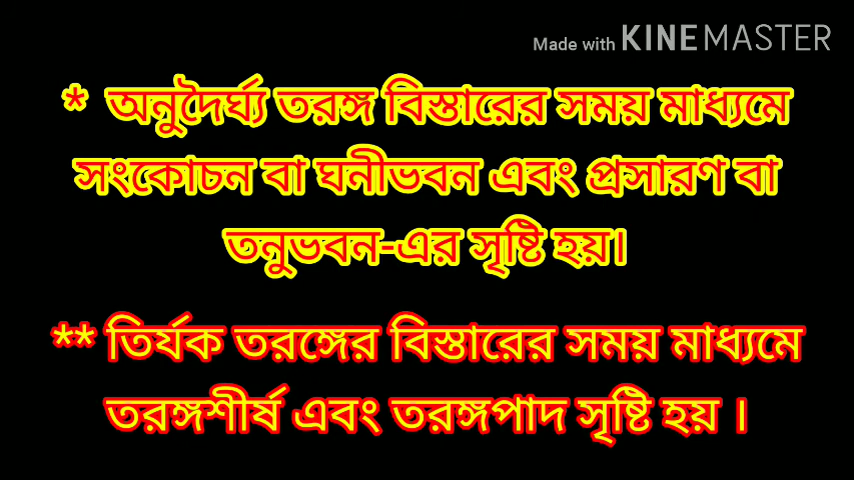 Made with KINEMASTER
* অনুদৈর্ঘ্য তরঙ্গ বিস্তারের সময় মাধ্যমে
সংকোচন বা ঘনীভবন এবং প্রসারণ বা
তনুভবন-এর সৃষ্টি হয়।
** তির্যক তরঙ্গের বিস্তারের সময় মাধ্যমে
তরঙ্গশীর্ষ এবং তরঙ্গপাদ সৃষ্টি হয় ।